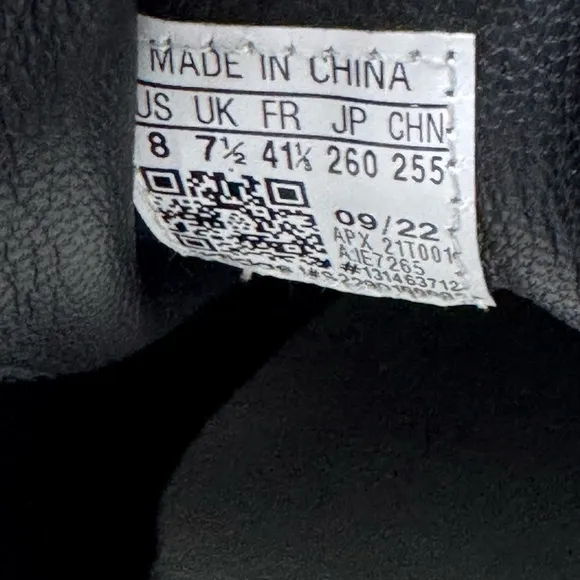 MADE IN CHINA
US UK FR JP CHN
8 7½ 41⅓ 260 255
09/22
APX 21T001
A1E7265
#131463712